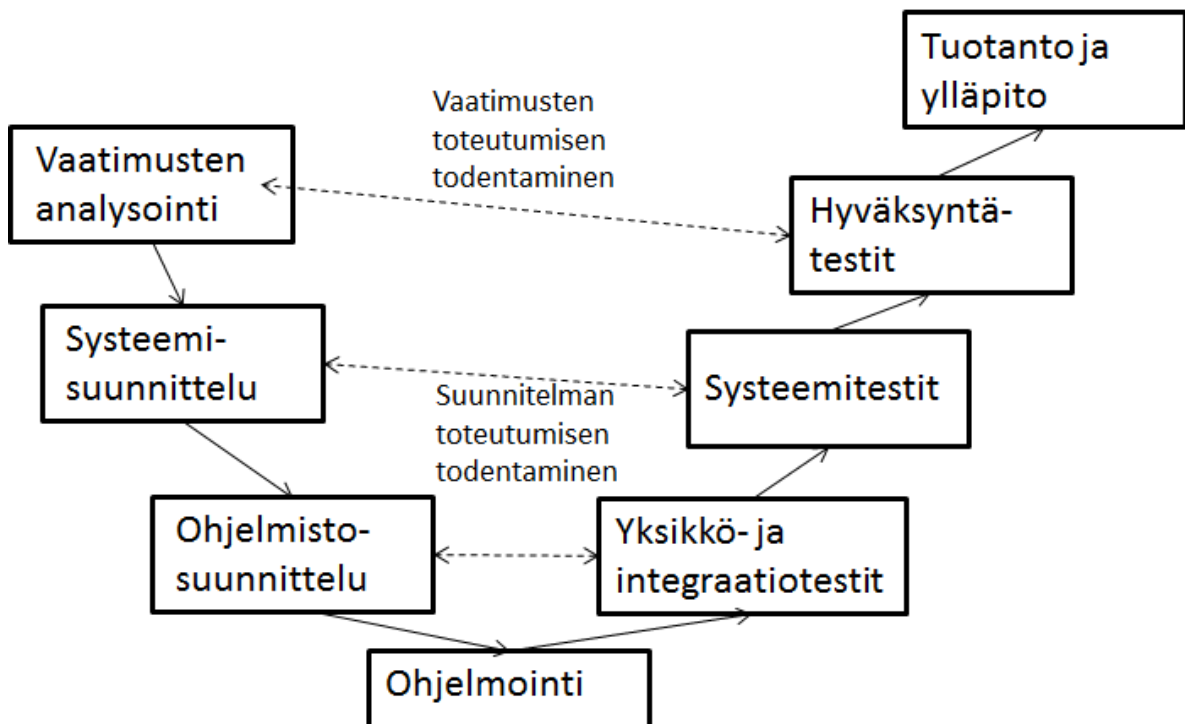 Tuotanto ja
ylläpito
Vaatimusten
toteutumisen
todentaminen
Vaatimusten
analysointi
Hyväksyntä-
testit
Systeemi-
suunnittelu
Systeemitestit
Suunnitelman
toteutumisen
todentaminen
Ohjelmisto-
suunnittelu
Yksikkö- ja
integraatiotestit
Ohjelmointi